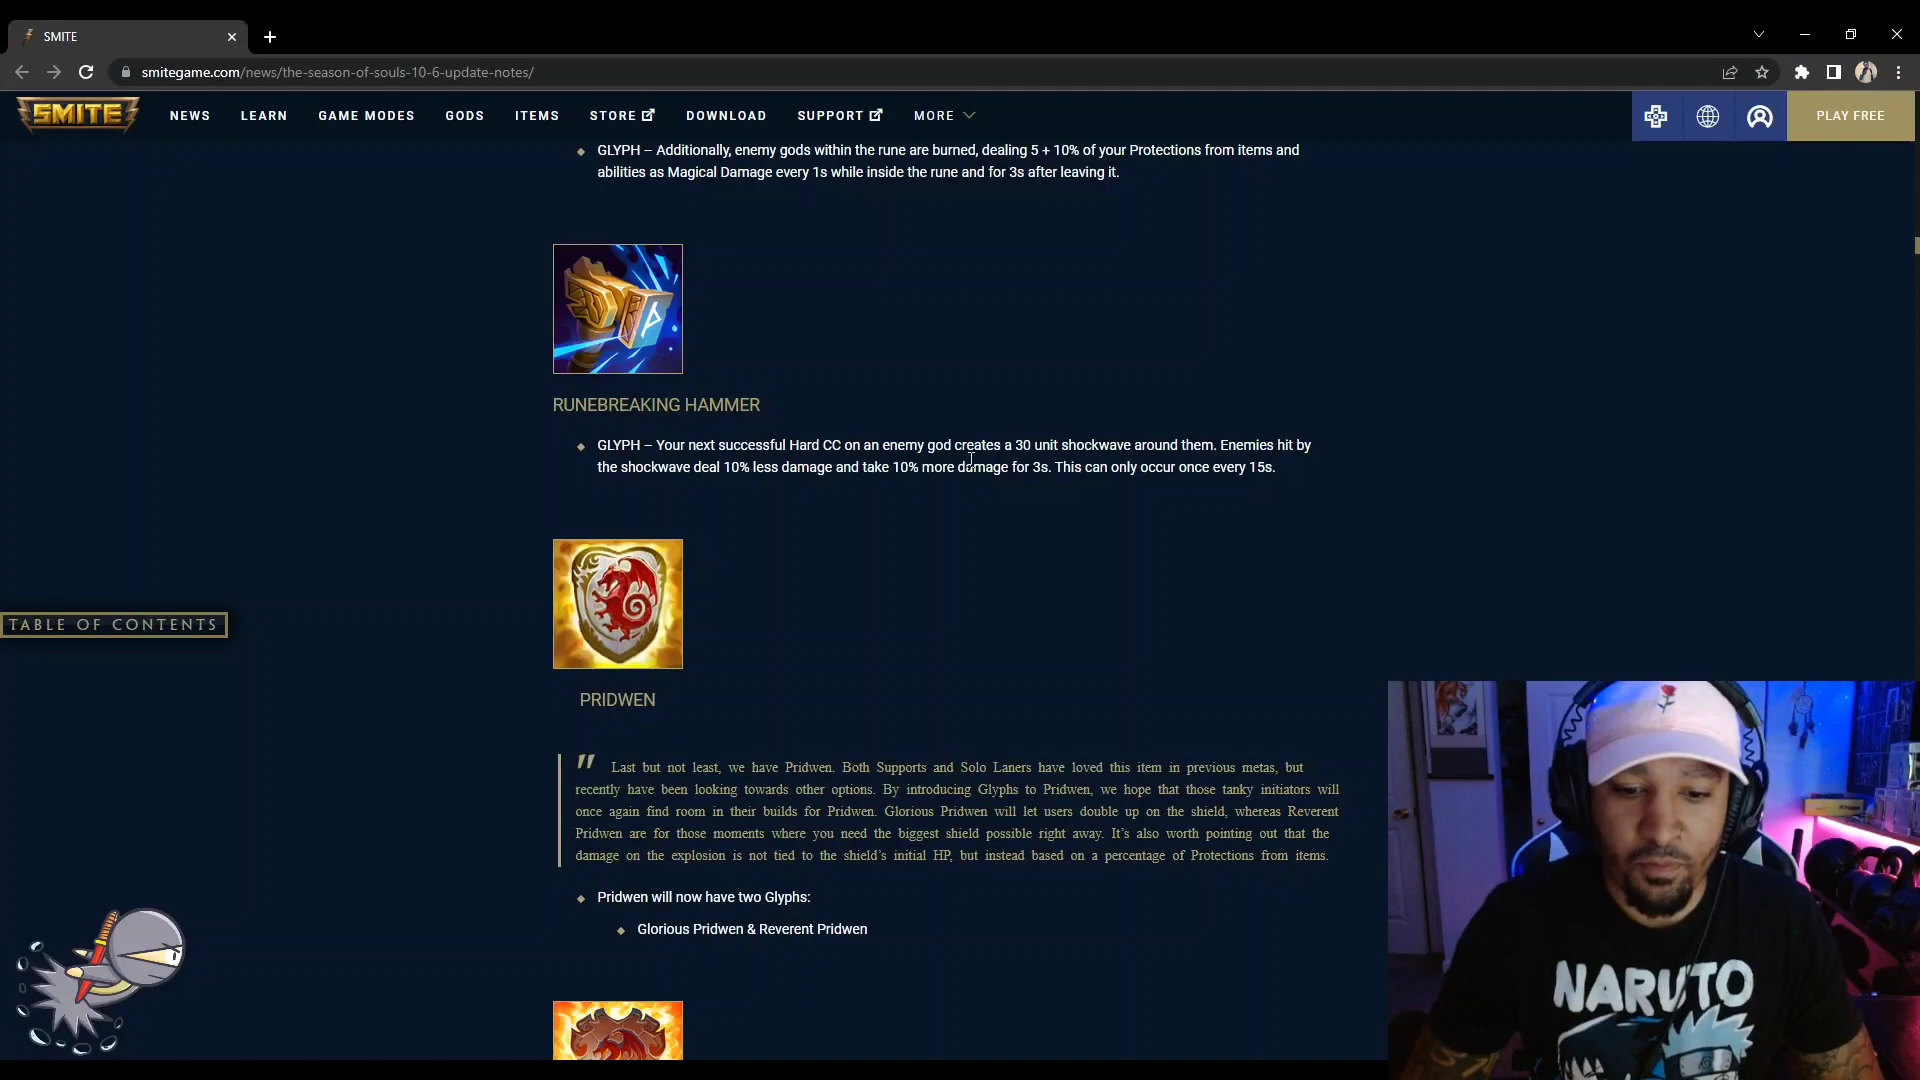 SMITE
smitegame.com/news/the-season-of-souls-10-6-update-notes/
SMITE NEWS LEARN GAME MODES GODS ITEMS STORE DOWNLOAD SUPPORT MORE PLAY FREE
GLYPH – Additionally, enemy gods within the rune are burned, dealing 5 + 10% of your Protections from items and
abilities as Magical Damage every 1s while inside the rune and for 3s after leaving it.
RUNEBREAKING HAMMER
GLYPH – Your next successful Hard CC on an enemy god creates a 30 unit shockwave around them. Enemies hit by
the shockwave deal 10% less damage and take 10% more damage for 3s. This can only occur once every 15s.
TABLE OF CONTENTS
PRIDWEN
" Last but not least, we have Pridwen. Both Supports and Solo Laners have loved this item in previous metas, but
recently have been looking towards other options. By introducing Glyphs to Pridwen, we hope that those tanky initiators will
once again find room in their builds for Pridwen. Glorious Pridwen will let users double up on the shield, whereas Reverent
Pridwen are for those moments where you need the biggest shield possible right away. It's also worth pointing out that the
damage on the explosion is not tied to the shield's initial HP, but instead based on a percentage of Protections from items.
Pridwen will now have two Glyphs:
Glorious Pridwen & Reverent Pridwen
NARUTO